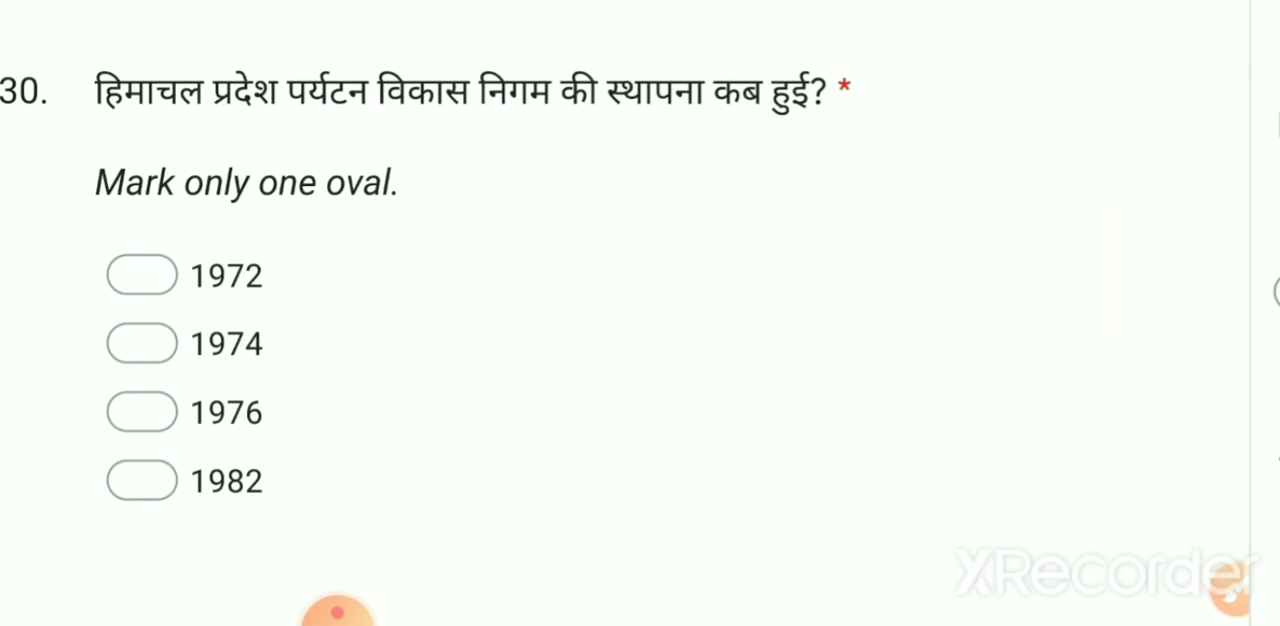 30. हिमाचल प्रदेश पर्यटन विकास निगम की स्थापना कब हुई? *
Mark only one oval.
1972
1974
1976
1982
XRecorder